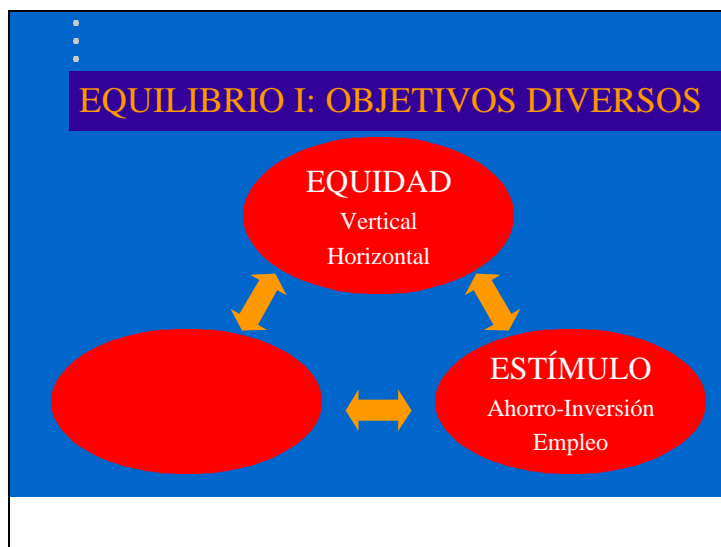 EQUILIBRIO I: OBJETIVOS DIVERSOS
EQUIDAD
Vertical
Horizontal
ESTÍMULO
Ahorro-Inversión
Empleo